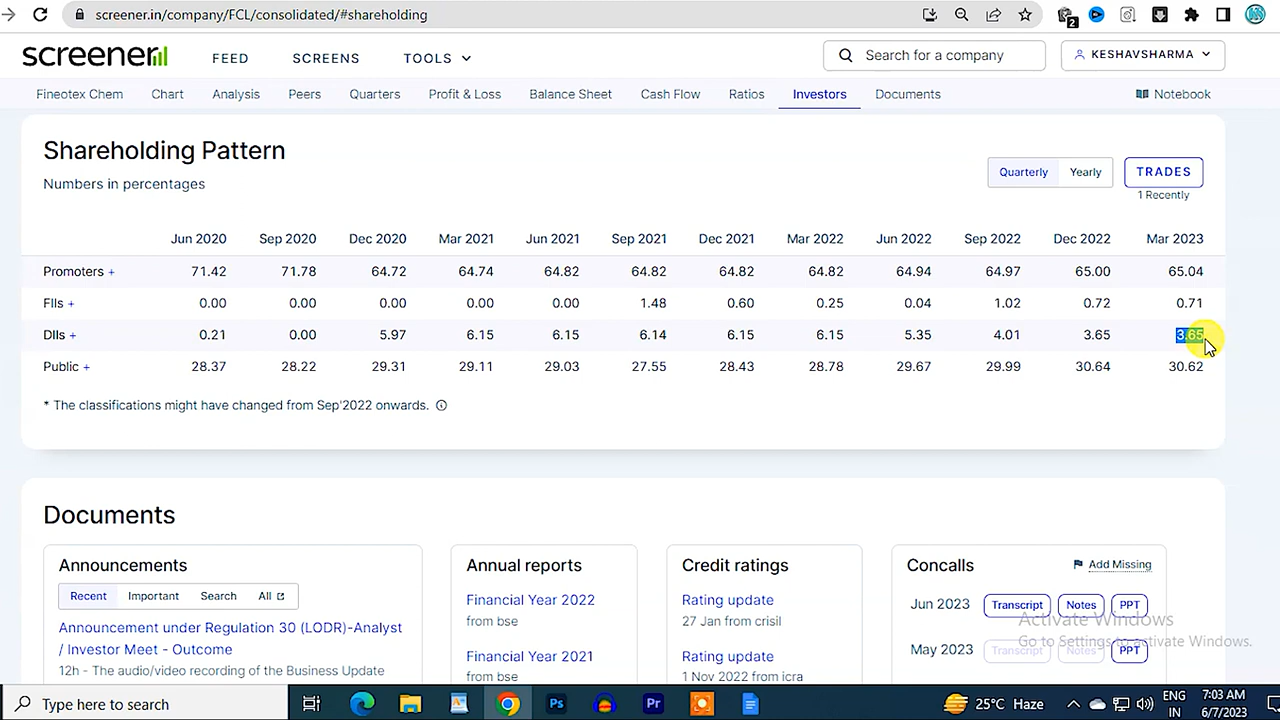 screener.in/company/FCL/consolidated/#shareholding
2
screener
FEED SCREENS TOOLS
Search for a company
KESHAVSHARMA
Fineotex Chem Chart Analysis Peers Quarters Profit & Loss Balance Sheet Cash Flow Ratios Investors Documents Notebook
Shareholding Pattern
Numbers in percentages
Quarterly Yearly TRADES
1 Recently
Jun 2020 Sep 2020 Dec 2020 Mar 2021 Jun 2021 Sep 2021 Dec 2021 Mar 2022 Jun 2022 Sep 2022 Dec 2022 Mar 2023
Promoters + 71.42 71.78 64.72 64.74 64.82 64.82 64.82 64.82 64.94 64.97 65.00 65.04
FIIs + 0.00 0.00 0.00 0.00 0.00 1.48 0.60 0.25 0.04 1.02 0.72 0.71
DIIs + 0.21 0.00 5.97 6.15 6.15 6.14 6.15 6.15 5.35 4.01 3.65 3.65
Public + 28.37 28.22 29.31 29.11 29.03 27.55 28.43 28.78 29.67 29.99 30.64 30.62
* The classifications might have changed from Sep'2022 onwards.
Documents
Announcements
Recent Important Search All
Announcement under Regulation 30 (LODR)-Analyst
/ Investor Meet - Outcome
12h - The audio/video recording of the Business Update
Annual reports
Financial Year 2022
from bse
Financial Year 2021
from bse
Credit ratings
Rating update
27 Jan from crisil
Rating update
1 Nov 2022 from icra
Concalls Add Missing
Jun 2023 Transcript Notes PPT
May 2023 Transcript Notes PPT
Activate Windows
Go to Settings to activate Windows.
Type here to search
Ps
Pr
25°C Haze
ENG
IN
7:03 AM
6/7/2023